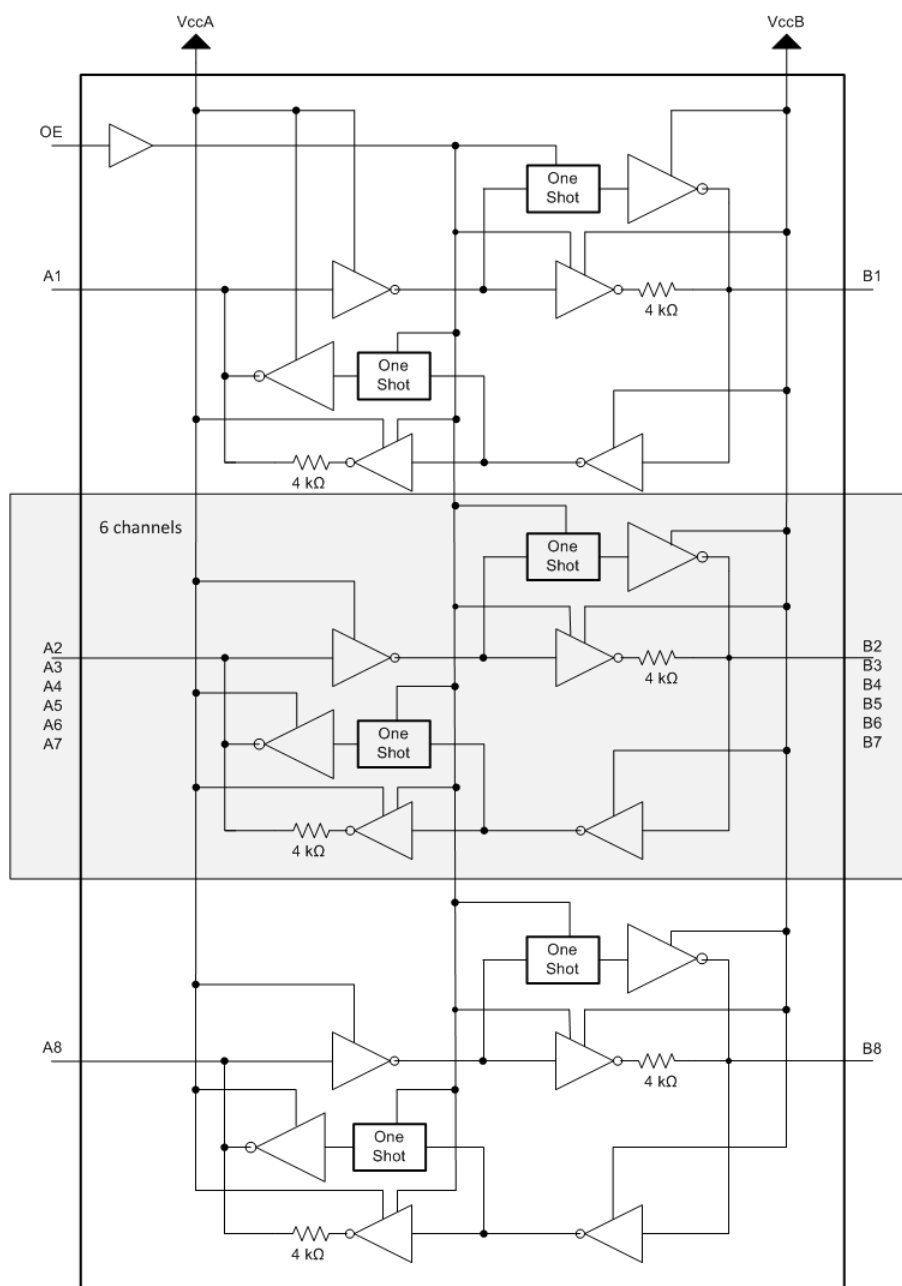 VccA
VccB
OE
One
Shot
A1
B1
4 kΩ
One
Shot
4 kΩ
6 channels
One
Shot
A2
A3
A4
A5
A6
A7
B2
B3
B4
B5
B6
B7
4 kΩ
One
Shot
4 kΩ
One
Shot
A8
B8
4 kΩ
One
Shot
4 kΩ